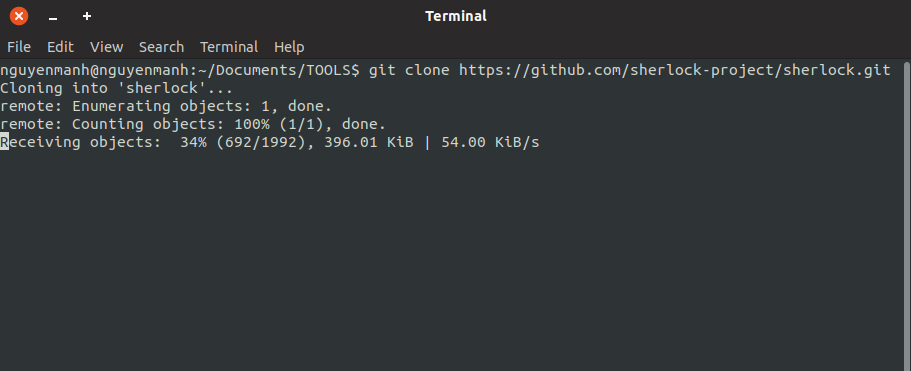 Terminal
File Edit View Search Terminal Help
nguyenmanh@nguyenmanh:~/Documents/TOOLS$ git clone https://github.com/sherlock-project/sherlock.git
Cloning into 'sherlock'...
remote: Enumerating objects: 1, done.
remote: Counting objects: 100% (1/1), done.
Receiving objects:  34% (692/1992), 396.01 KiB | 54.00 KiB/s